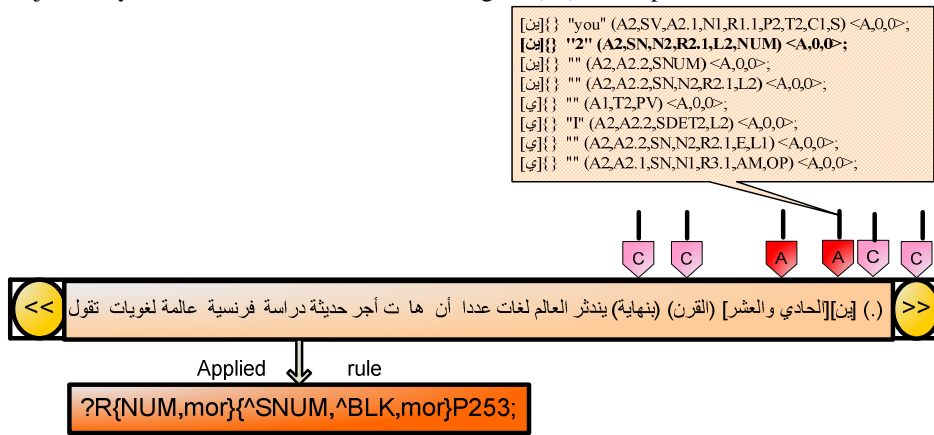 [ين]{} "you" (A2,SV,A2.1,N1,R1.1,P2,T2,C1,S) <A,0,0>;
[ين]{} "2" (A2,SN,N2,R2.1,L2,NUM) <A,0,0>;
[ين]{} "" (A2,A2.2,SNUM) <A,0,0>;
[ين]{} "" (A2,A2.2,SN,N2,R2.1,L2) <A,0,0>;
[ي]{} "" (A1,T2,PV) <A,0,0>;
[ي]{} "I" (A2,A2.2,SDET2,L2) <A,0,0>;
[ي]{} "" (A2,A2.2,SN,N2,R2.1,E,L1) <A,0,0>;
[ي]{} "" (A2,A2.1,SN,N1,R3.1,AM,OP) <A,0,0>;
C C A A C C
<< (.) [ين][الحادي والعشر] (القرن) (بنهاية) يندثر العالم لغات عددا أن ها ت أجر حديثة دراسة فرنسية عالمة لغويات تقول >>
Applied rule
?R{NUM,mor}{^SNUM,^BLK,mor}P253;